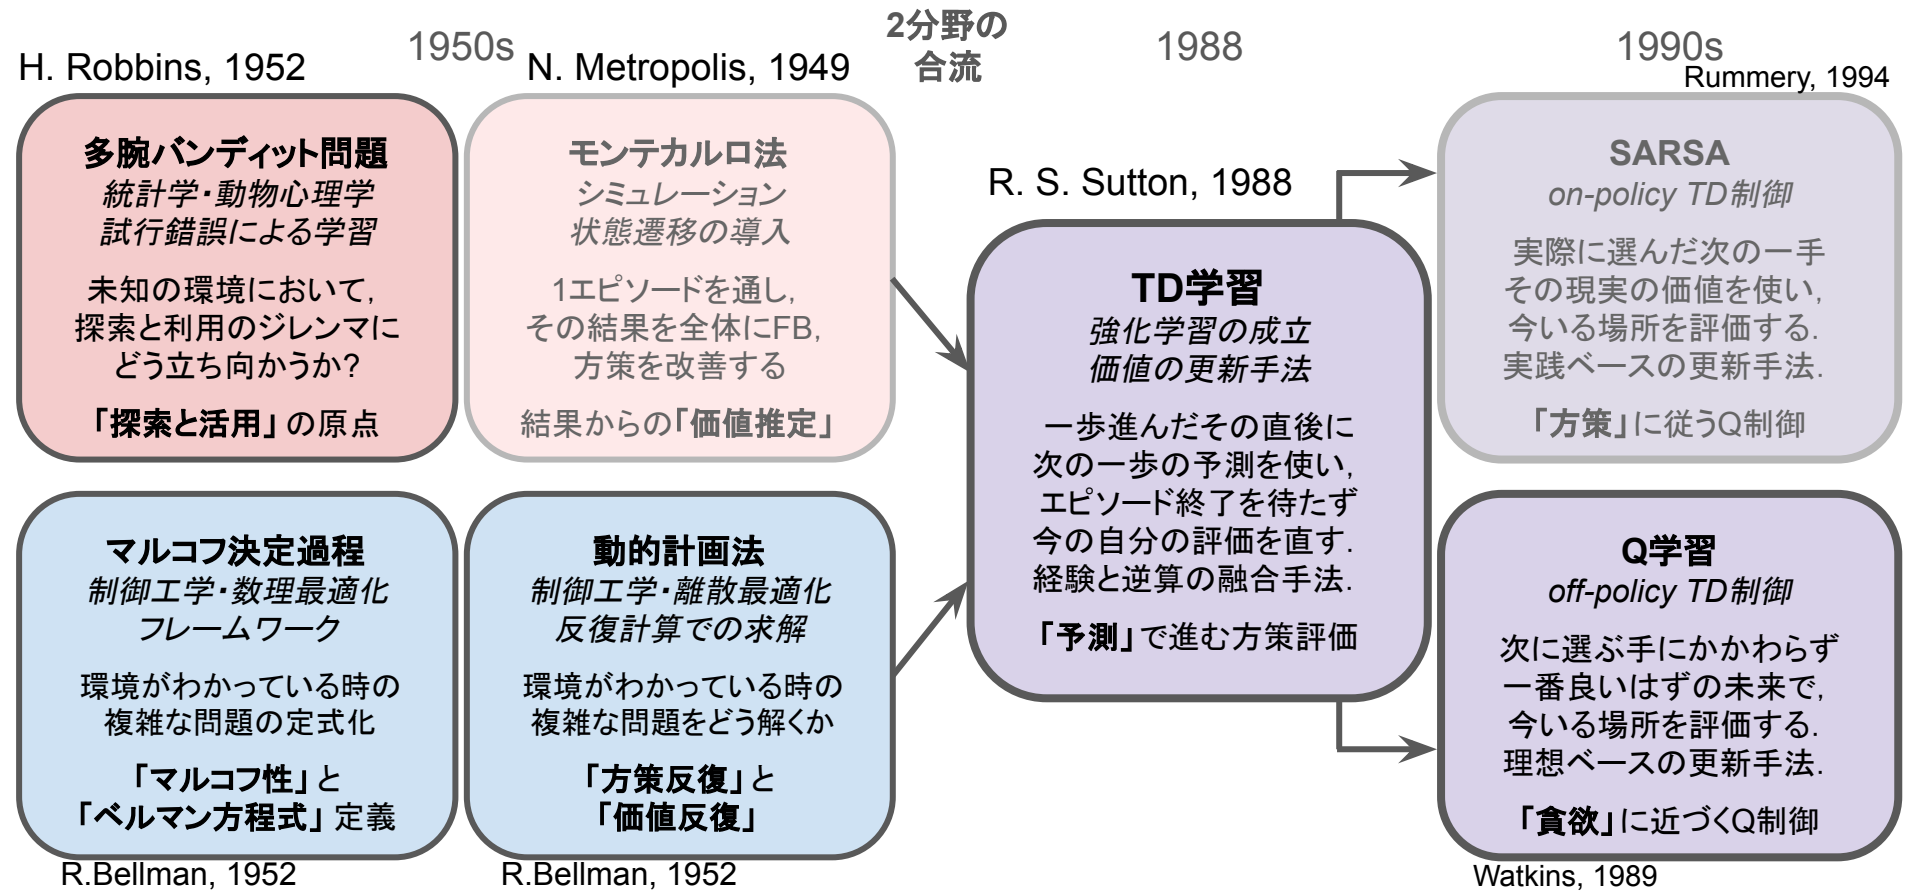 1950s
2分野の
合流
1988
1990s
H. Robbins, 1952
多腕バンディット問題
統計学・動物心理学
試行錯誤による学習
未知の環境において,
探索と利用のジレンマに
どう立ち向かうか?
「探索と活用」の原点
N. Metropolis, 1949
モンテカルロ法
シミュレーション
状態遷移の導入
1エピソードを通し,
その結果を全体にFB,
方策を改善する
結果からの「価値推定」
マルコフ決定過程
制御工学・数理最適化
フレームワーク
環境がわかっている時の
複雑な問題の定式化
「マルコフ性」と
「ベルマン方程式」定義
R.Bellman, 1952
動的計画法
制御工学・離散最適化
反復計算での求解
環境がわかっている時の
複雑な問題をどう解くか
「方策反復」と
「価値反復」
R.Bellman, 1952
R. S. Sutton, 1988
TD学習
強化学習の成立
価値の更新手法
一歩進んだその直後に
次の一歩の予測を使い,
エピソード終了を待たず
今の自分の評価を直す.
経験と逆算の融合手法.
「予測」で進む方策評価
Rummery, 1994
SARSA
on-policy TD制御
実際に選んだ次の一手
その現実の価値を使い,
今いる場所を評価する.
実践ベースの更新手法.
「方策」に従うQ制御
Q学習
off-policy TD制御
次に選ぶ手にかかわらず
一番良いはずの未来で,
今いる場所を評価する.
理想ベースの更新手法.
「貪欲」に近づくQ制御
Watkins, 1989